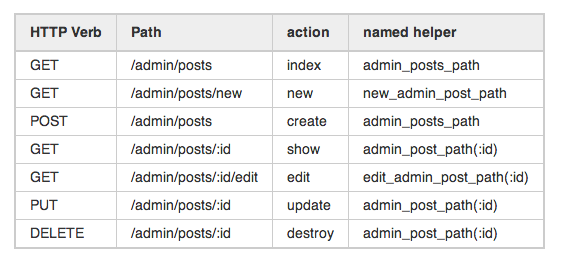 HTTP Verb Path action named helper
GET /admin/posts index admin_posts_path
GET /admin/posts/new new new_admin_post_path
POST /admin/posts create admin_posts_path
GET /admin/posts/:id show admin_post_path(:id)
GET /admin/posts/:id/edit edit edit_admin_post_path(:id)
PUT /admin/posts/:id update admin_post_path(:id)
DELETE /admin/posts/:id destroy admin_post_path(:id)